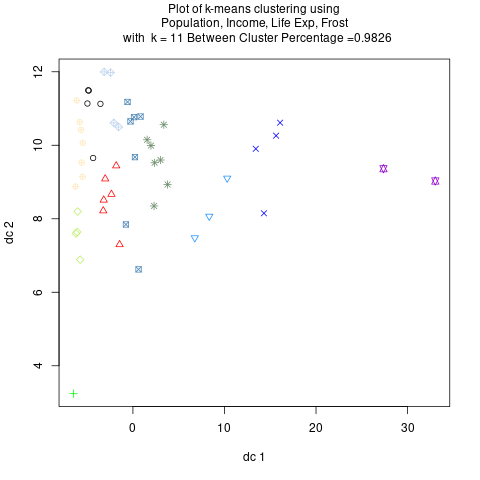 Plot of k-means clustering using
Population, Income, Life Exp, Frost
with k = 11 Between Cluster Percentage =0.9826
12
10
8
6
4
dc 2
0 10 20 30
dc 1